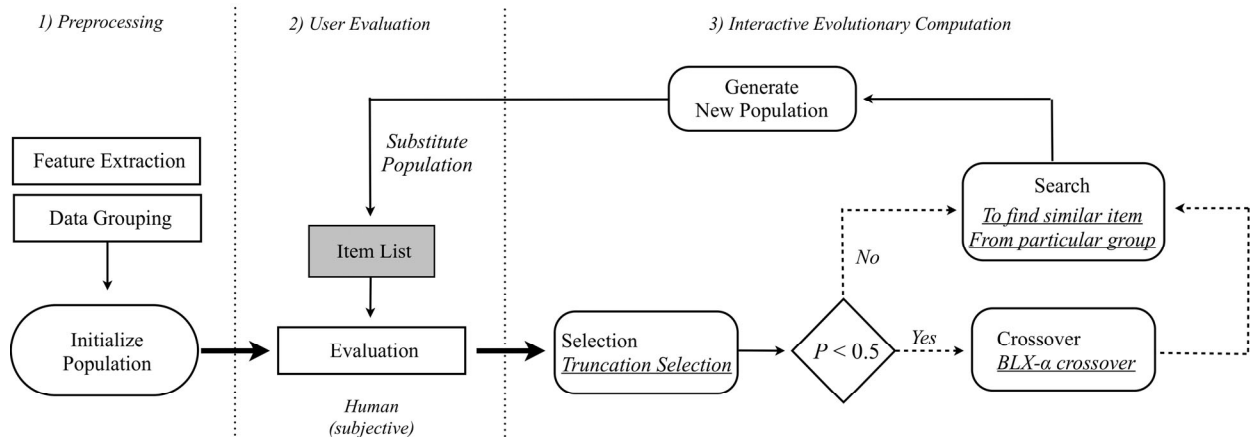 1) Preprocessing
2) User Evaluation
3) Interactive Evolutionary Computation
Feature Extraction
Data Grouping
Initialize
Population
Substitute
Population
Item List
Evaluation
Human
(subjective)
Generate
New Population
Search
To find similar item
From particular group
No
Selection
Truncation Selection
P < 0.5
Yes
Crossover
BLX-α crossover